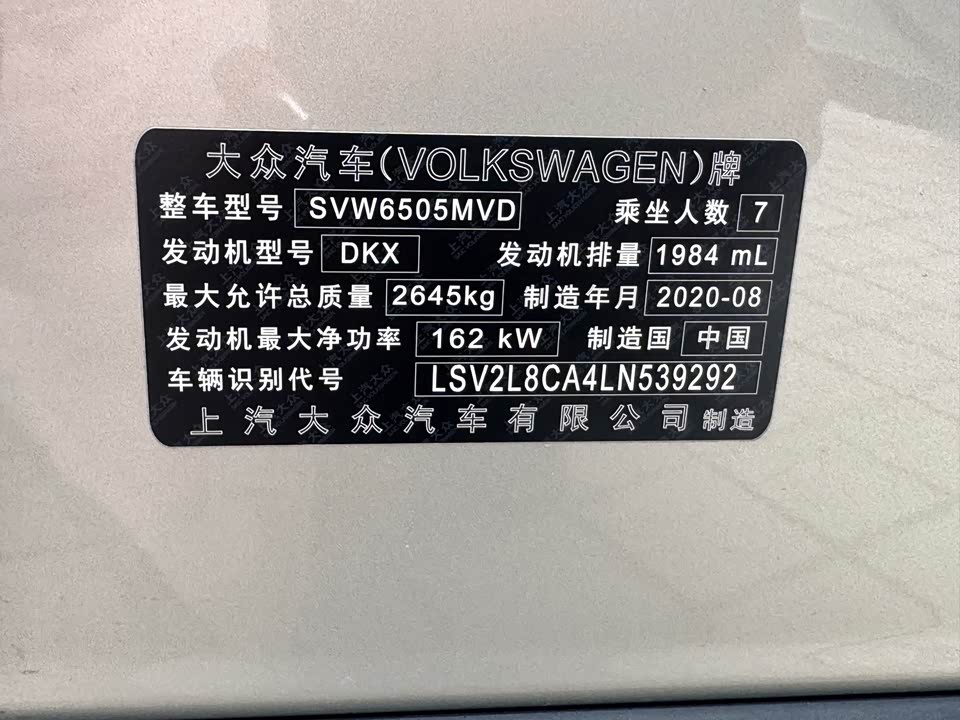 大众汽车(VOLKSWAGEN)牌
整车型号 SVW6505MVD 乘坐人数 7
发动机型号 DKX 发动机排量 1984 mL
最大允许总质量 2645kg 制造年月 2020-08
发动机最大净功率 162 kW 制造国 中国
车辆识别代号 LSV2L8CA4LN539292
上汽大众汽车有限公司 制造